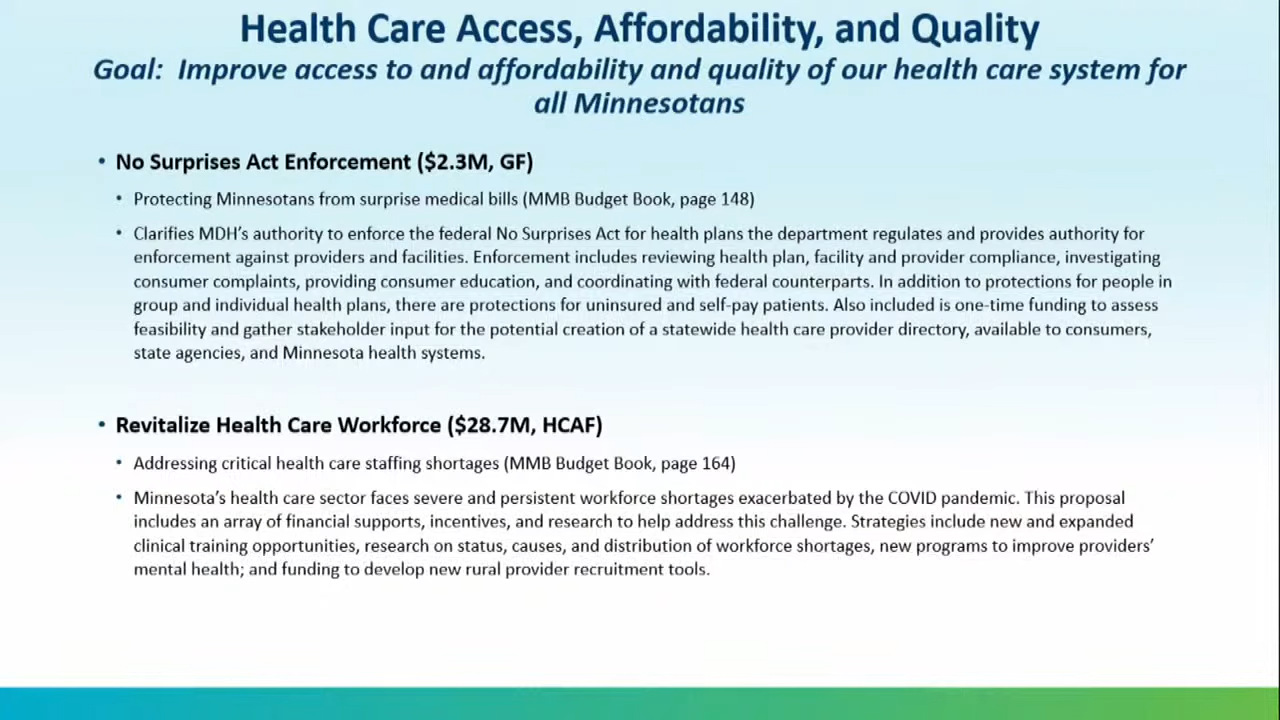 Health Care Access, Affordability, and Quality
Goal:  Improve access to and affordability and quality of our health care system for
all Minnesotans
• No Surprises Act Enforcement ($2.3M, GF)
• Protecting Minnesotans from surprise medical bills (MMB Budget Book, page 148)
• Clarifies MDH's authority to enforce the federal No Surprises Act for health plans the department regulates and provides authority for
enforcement against providers and facilities. Enforcement includes reviewing health plan, facility and provider compliance, investigating
consumer complaints, providing consumer education, and coordinating with federal counterparts. In addition to protections for people in
group and individual health plans, there are protections for uninsured and self-pay patients. Also included is one-time funding to assess
feasibility and gather stakeholder input for the potential creation of a statewide health care provider directory, available to consumers,
state agencies, and Minnesota health systems.
• Revitalize Health Care Workforce ($28.7M, HCAF)
• Addressing critical health care staffing shortages (MMB Budget Book, page 164)
• Minnesota's health care sector faces severe and persistent workforce shortages exacerbated by the COVID pandemic. This proposal
includes an array of financial supports, incentives, and research to help address this challenge. Strategies include new and expanded
clinical training opportunities, research on status, causes, and distribution of workforce shortages, new programs to improve providers'
mental health; and funding to develop new rural provider recruitment tools.